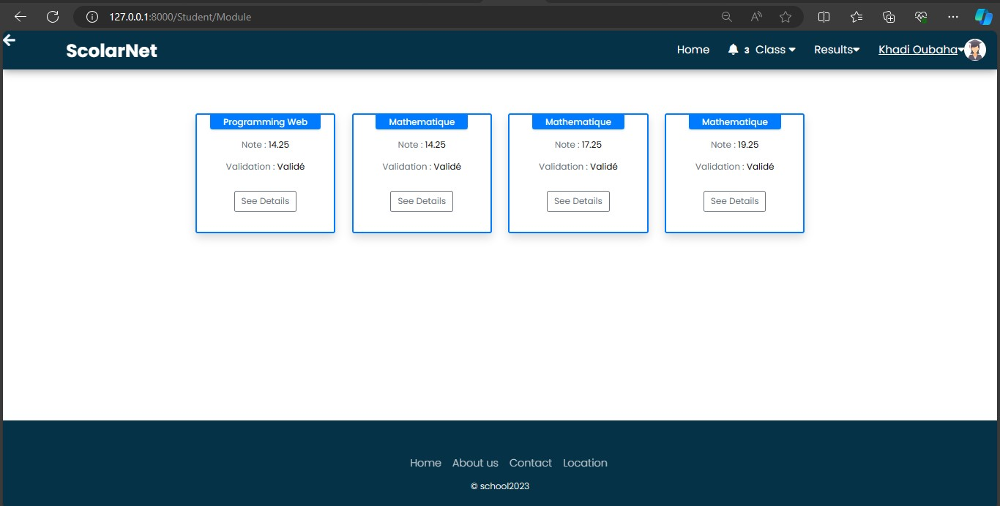 127.0.0.1:8000/Student/Module
ScolarNet
Home 3 Class Results Khadi Oubaha
Programming Web Mathematique Mathematique Mathematique
Note : 14.25 Note : 14.25 Note : 17.25 Note : 19.25
Validation : Validé Validation : Validé Validation : Validé Validation : Validé
See Details See Details See Details See Details
Home About us Contact Location
© school2023